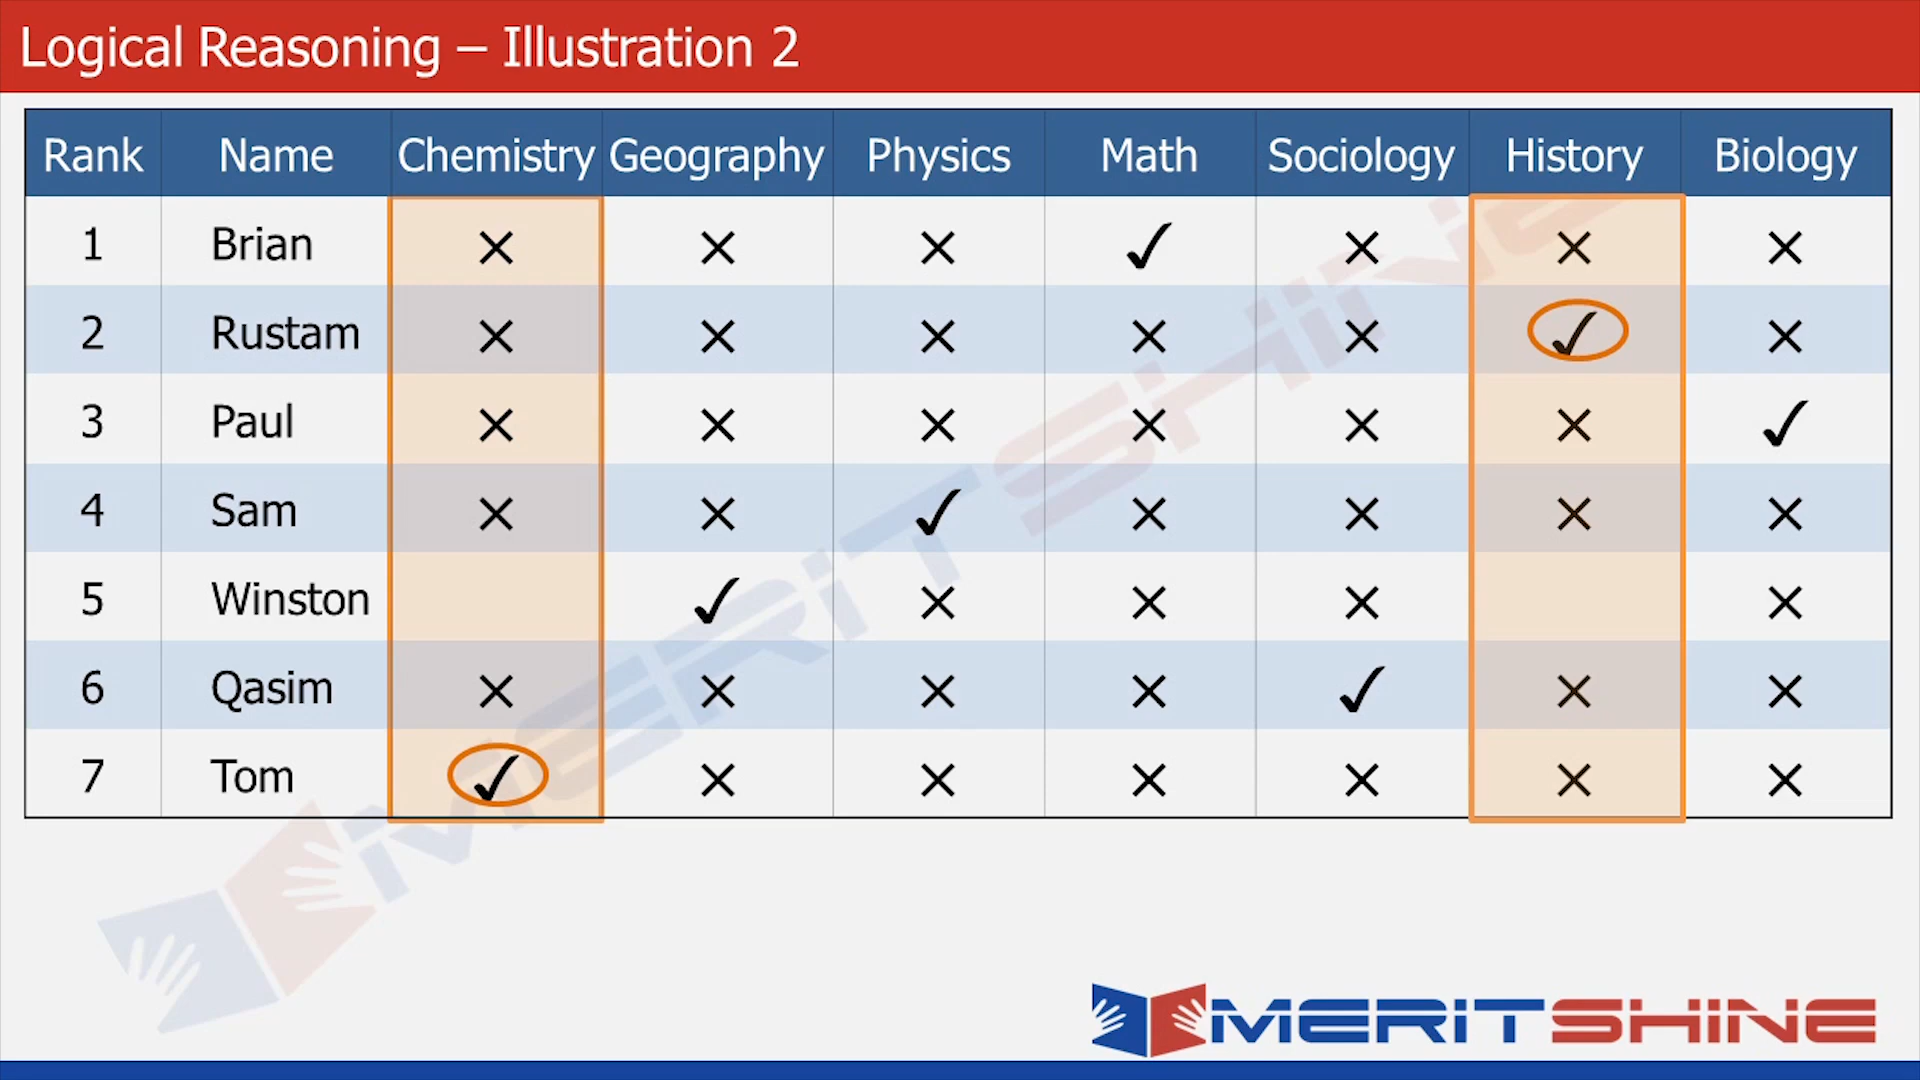 Logical Reasoning – Illustration 2
Rank Name Chemistry Geography Physics Math Sociology History Biology
1 Brian ✕ ✕ ✕ ✓ ✕ ✕ ✕
2 Rustam ✕ ✕ ✕ ✕ ✕ ✓ ✕
3 Paul ✕ ✕ ✕ ✕ ✕ ✕ ✓
4 Sam ✕ ✕ ✓ ✕ ✕ ✕ ✕
5 Winston ✓ ✕ ✕ ✕ ✕
6 Qasim ✕ ✕ ✕ ✕ ✓ ✕ ✕
7 Tom ✓ ✕ ✕ ✕ ✕ ✕ ✕
MERiTSHiNE
MERiTSHiNE